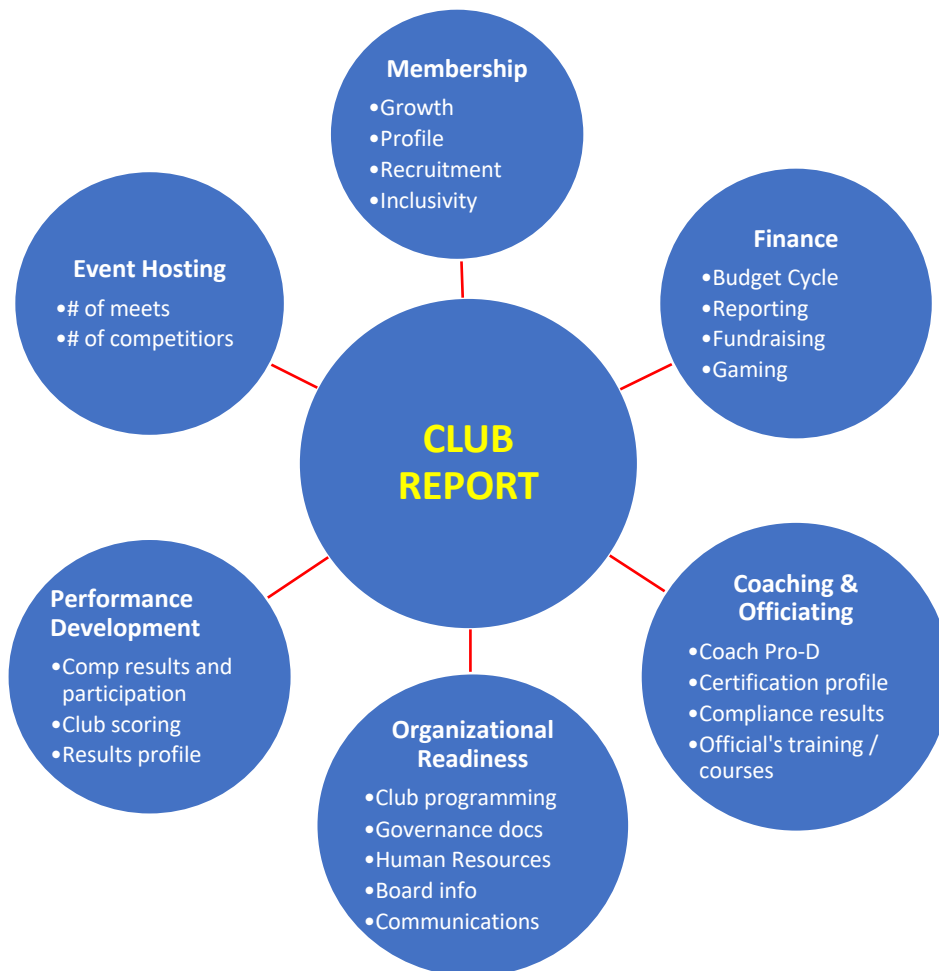 Membership
•Growth
•Profile
•Recruitment
•Inclusivity
Event Hosting
•# of meets
•# of competitiors
Finance
•Budget Cycle
•Reporting
•Fundraising
•Gaming
CLUB
REPORT
Performance
Development
•Comp results and
participation
•Club scoring
•Results profile
Coaching &
Officiating
•Coach Pro-D
•Certification profile
•Compliance results
•Official's training /
courses
Organizational
Readiness
•Club programming
•Governance docs
•Human Resources
•Board info
•Communications